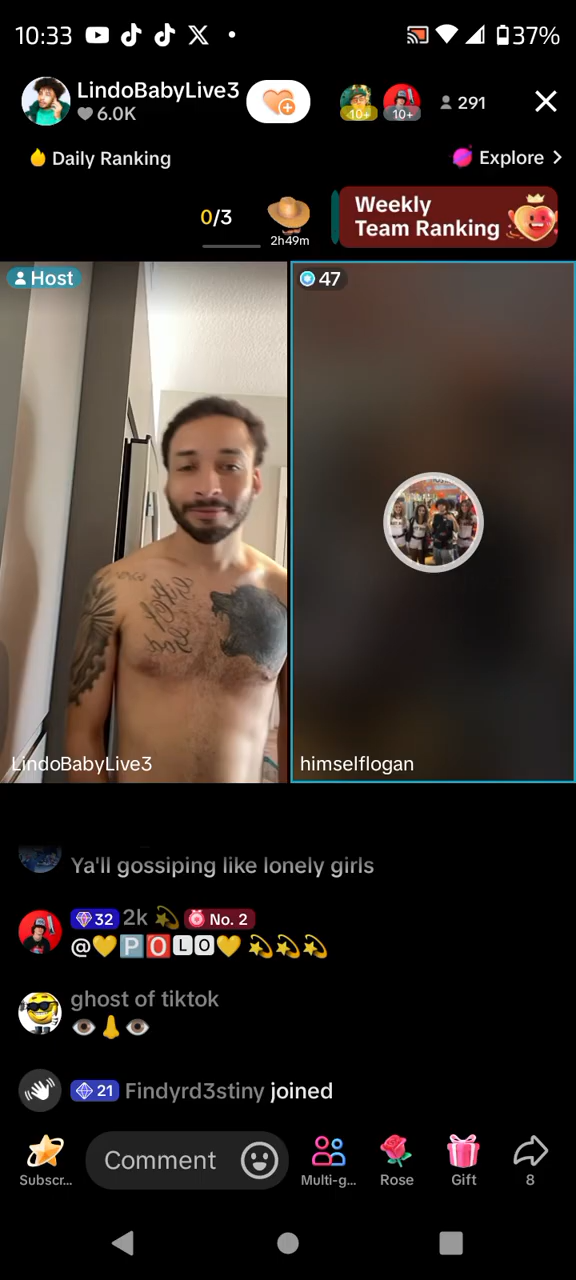 10:33
37%
LindoBabyLive3
6.0K
10+
10+
291
Daily Ranking
Explore
0/3
2h49m
Weekly
Team Ranking
Host
47
LindoBabyLive3
himselflogan
Ya'll gossiping like lonely girls
32 2k 💫 No. 2
@💛🅿️🅾️🄻🄾💛 💫💫💫
ghost of tiktok
👁👃👁
21 Findyrd3stiny joined
Subscr...
Comment
Multi-g...
Rose
Gift
8